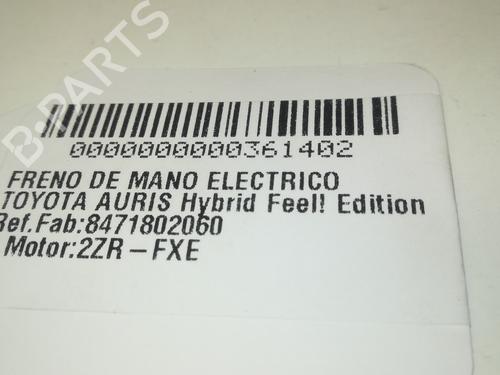 B-PARTS
0000000000361402
FRENO DE MANO ELECTRICO
TOYOTA AURIS Hybrid Feel! Edition
Ref.Fab:8471802060
Motor:2ZR-FXE